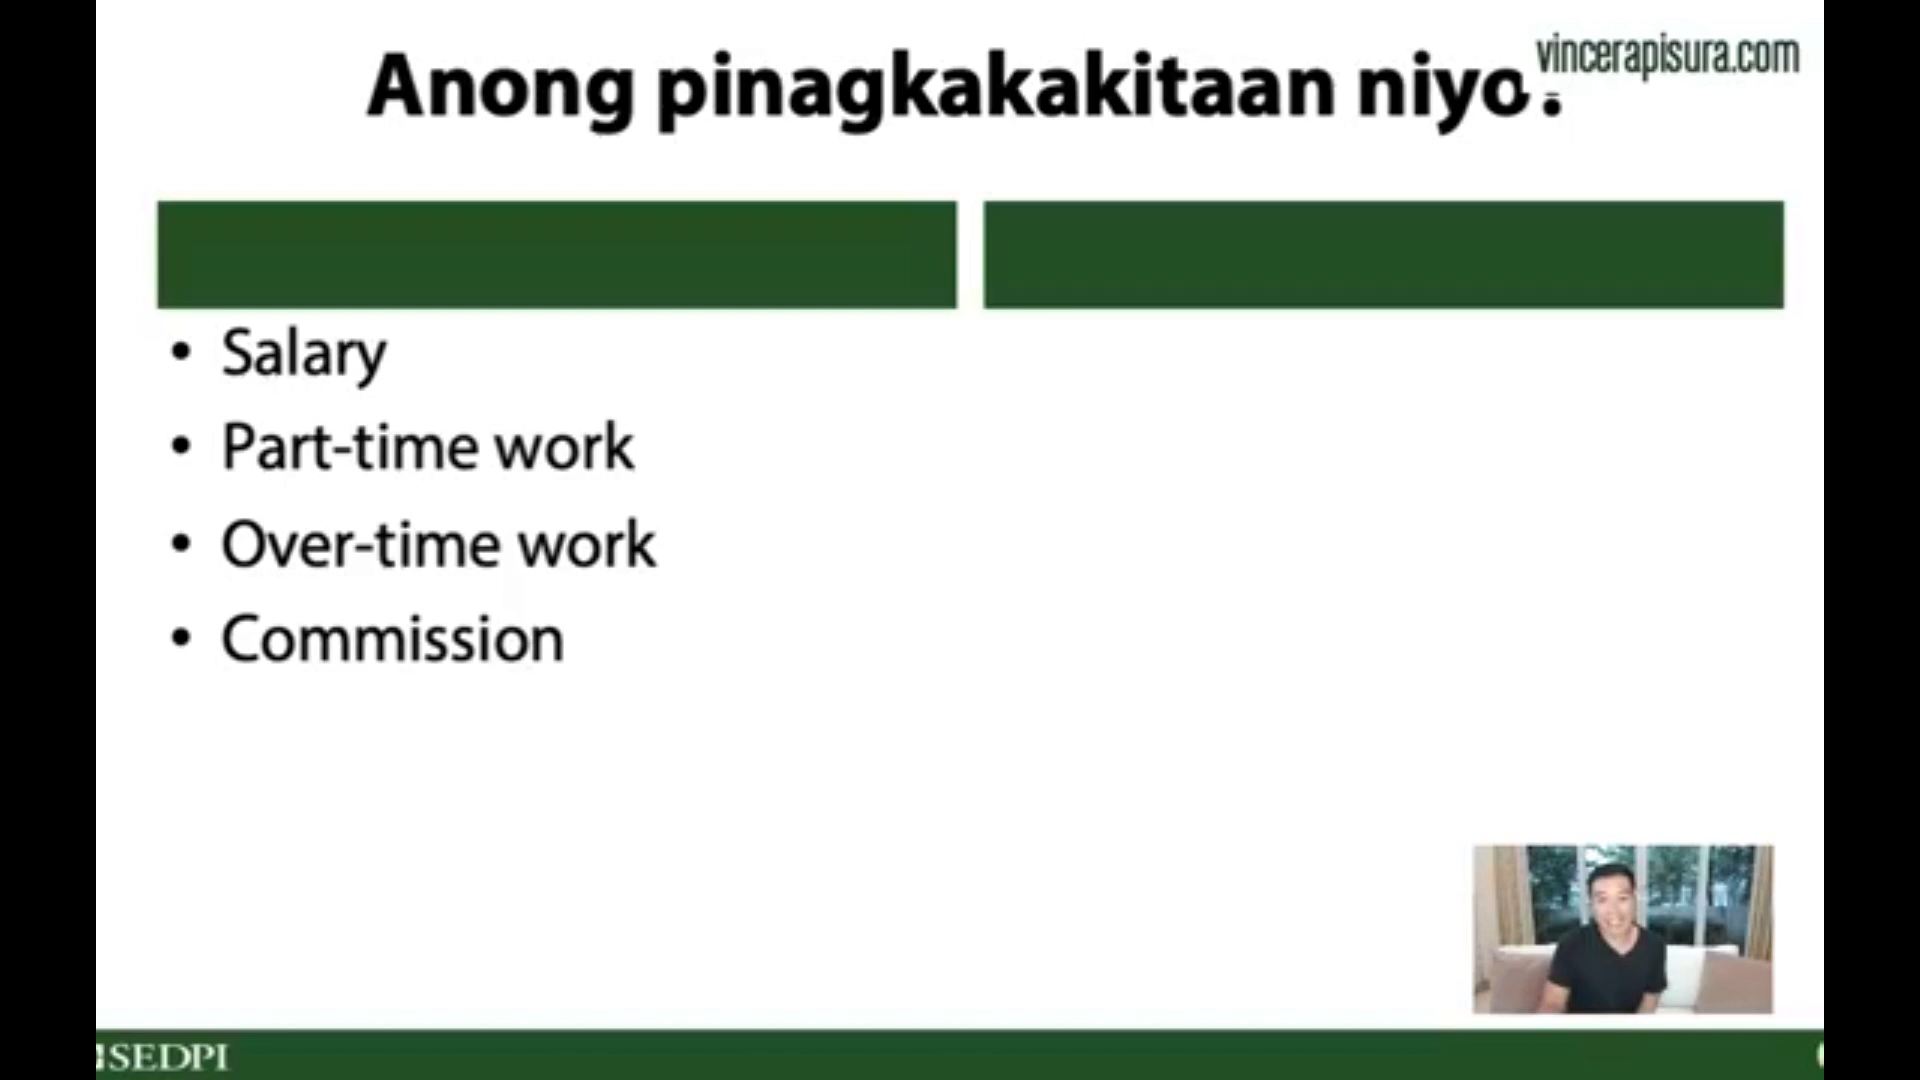 vincerapisura.com
Anong pinagkakakitaan niyo?
• Salary
• Part-time work
• Over-time work
• Commission
SEDPI